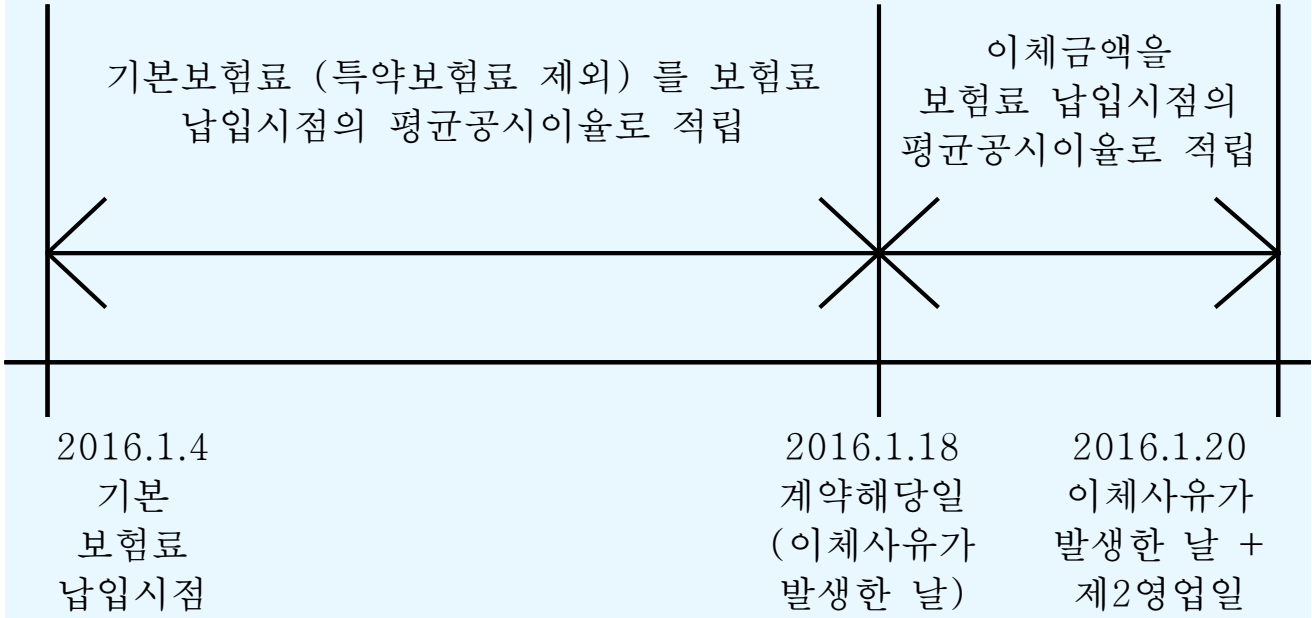 기본보험료 (특약보험료 제외) 를 보험료
납입시점의 평균공시이율로 적립
이체금액을
보험료 납입시점의
평균공시이율로 적립
2016.1.4
기본
보험료
납입시점
2016.1.18
계약해당일
(이체사유가
발생한 날)
2016.1.20
이체사유가
발생한 날 +
제2영업일